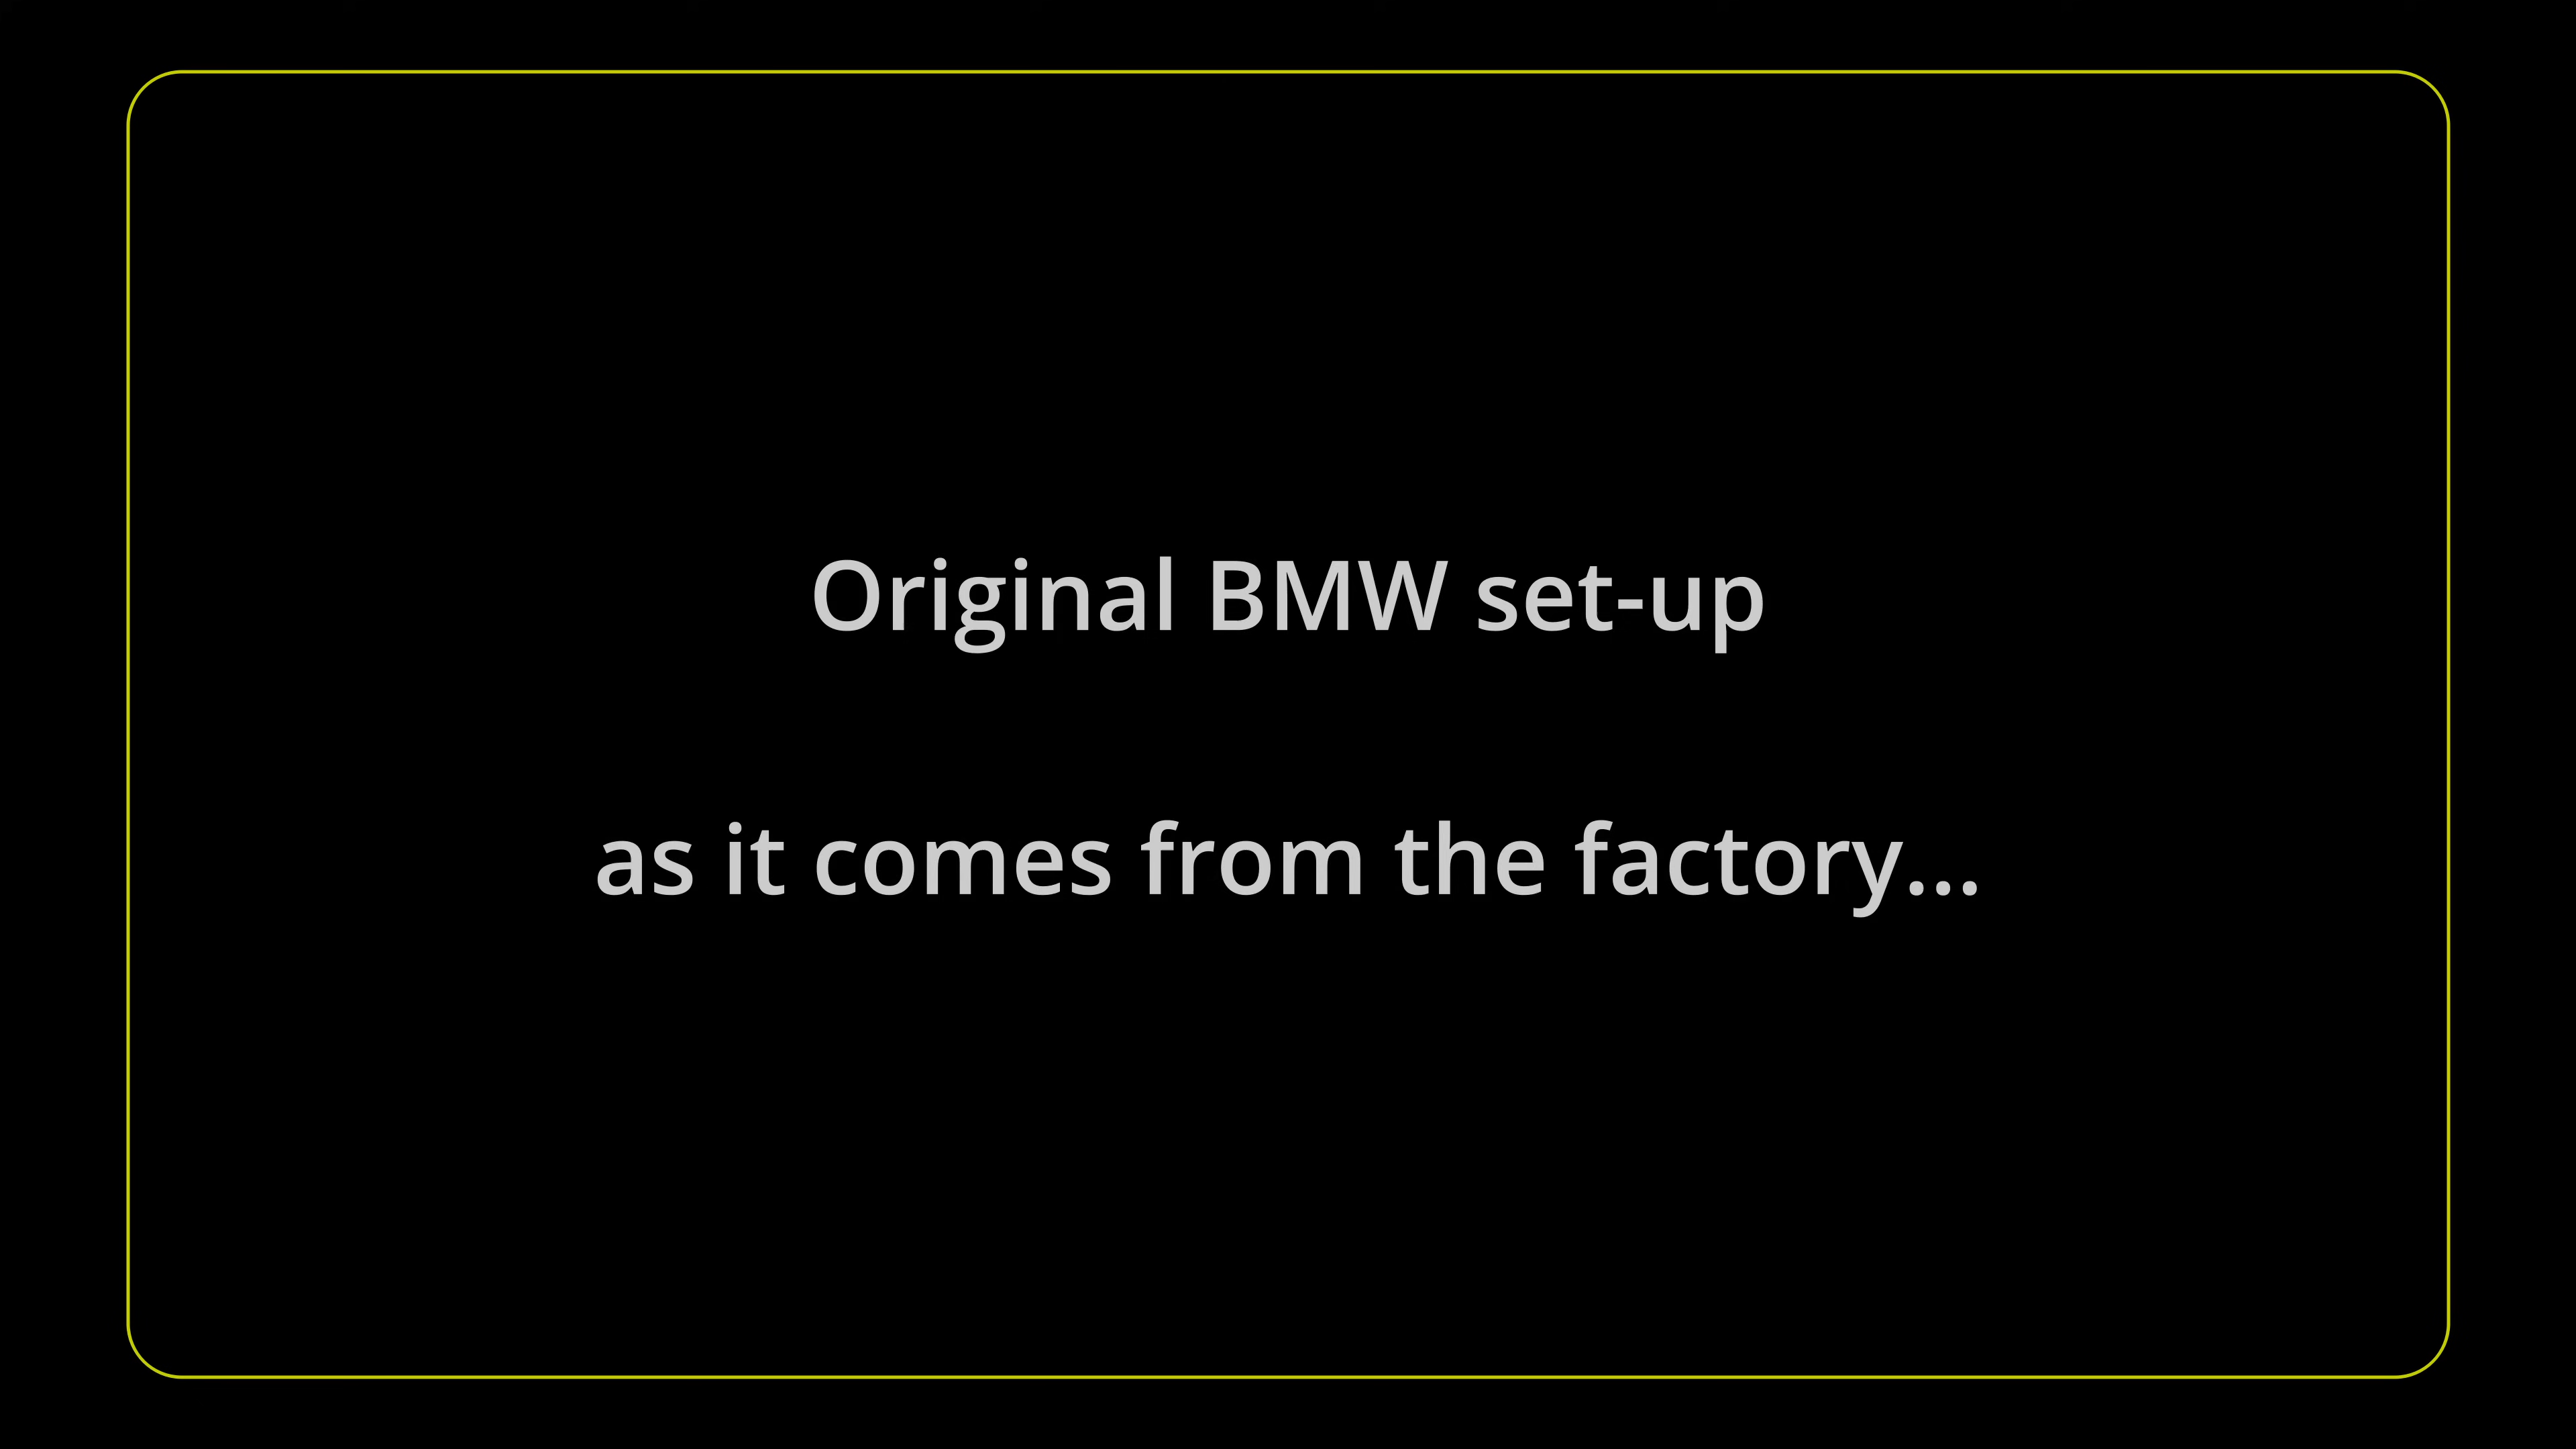 Original BMW set-up
as it comes from the factory...